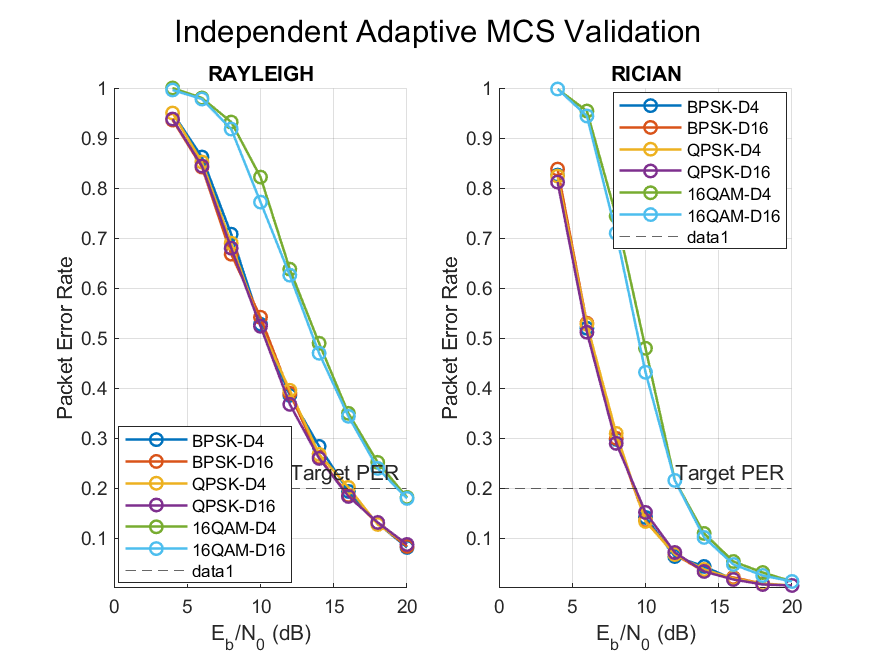 Independent Adaptive MCS Validation
RAYLEIGH
Packet Error Rate
1
0.9
0.8
0.7
0.6
0.5
0.4
0.3
0.2
0.1
0
5
10
15
20
E_b/N_0 (dB)
Target PER
BPSK-D4
BPSK-D16
QPSK-D4
QPSK-D16
16QAM-D4
16QAM-D16
data1
RICIAN
Packet Error Rate
1
0.9
0.8
0.7
0.6
0.5
0.4
0.3
0.2
0.1
0
5
10
15
20
E_b/N_0 (dB)
BPSK-D4
BPSK-D16
QPSK-D4
QPSK-D16
16QAM-D4
16QAM-D16
data1
Target PER